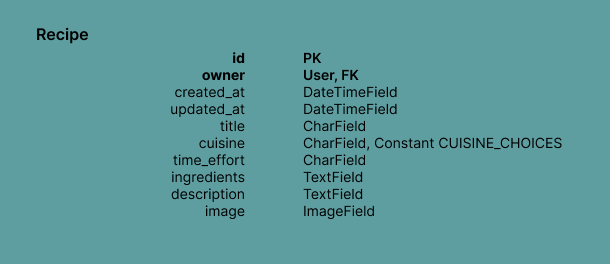 Recipe
id PK
owner User, FK
created_at DateTimeField
updated_at DateTimeField
title CharField
cuisine CharField, Constant CUISINE_CHOICES
time_effort CharField
ingredients TextField
description TextField
image ImageField